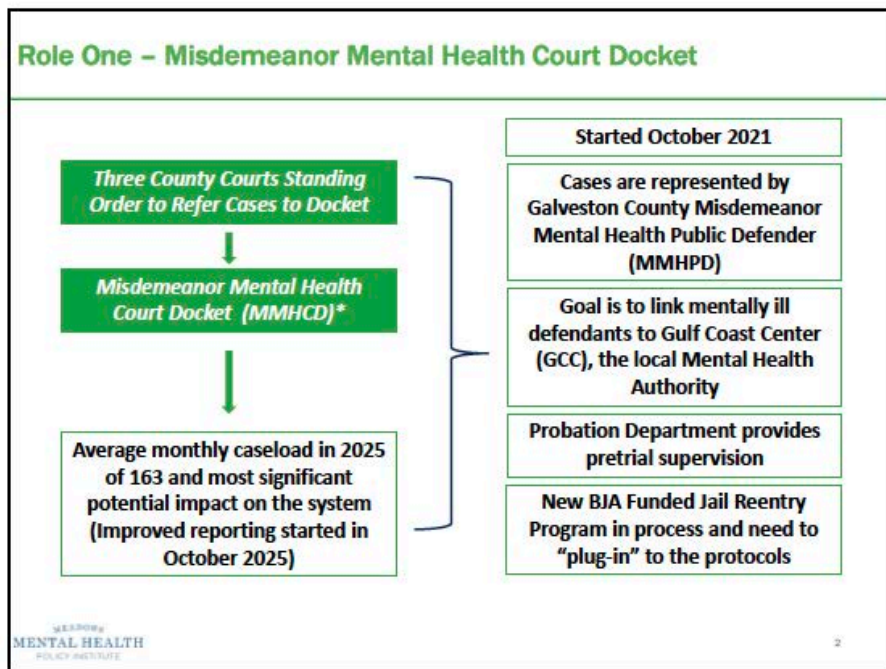 Role One – Misdemeanor Mental Health Court Docket
Three County Courts Standing
Order to Refer Cases to Docket
Misdemeanor Mental Health
Court Docket (MMHCD)*
Average monthly caseload in 2025
of 163 and most significant
potential impact on the system
(Improved reporting started in
October 2025)
Started October 2021
Cases are represented by
Galveston County Misdemeanor
Mental Health Public Defender
(MMHPD)
Goal is to link mentally ill
defendants to Gulf Coast Center
(GCC), the local Mental Health
Authority
Probation Department provides
pretrial supervision
New BJA Funded Jail Reentry
Program in process and need to
“plug-in” to the protocols
MEADOWS
MENTAL HEALTH
POLICY INSTITUTE
2